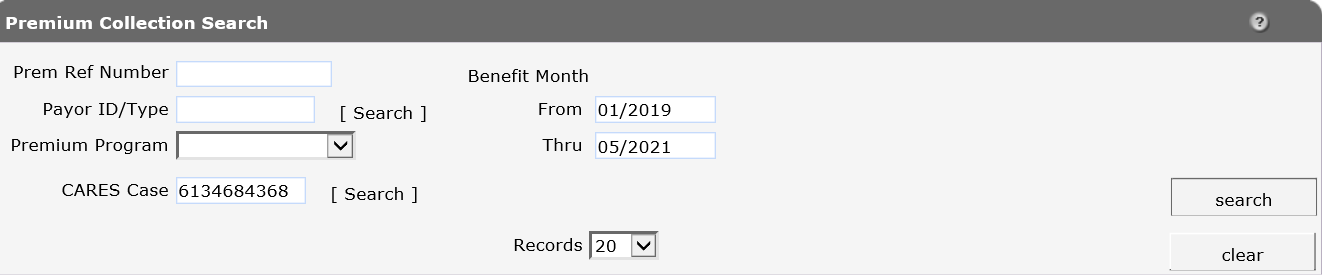 Premium Collection Search ?
Prem Ref Number
Benefit Month
Payor ID/Type [ Search ] From 01/2019
Premium Program Thru 05/2021
CARES Case 6134684368 [ Search ]
search
Records 20
clear